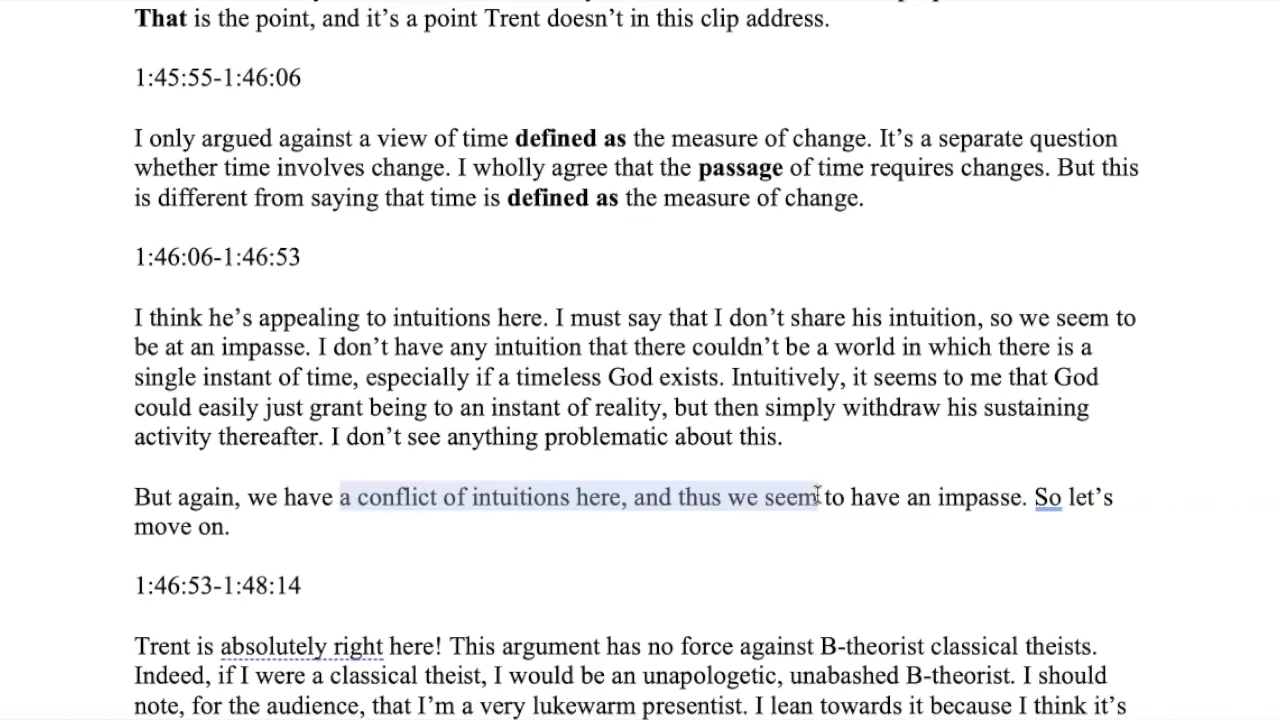 That is the point, and it’s a point Trent doesn’t in this clip address.
1:45:55-1:46:06
I only argued against a view of time defined as the measure of change. It’s a separate question
whether time involves change. I wholly agree that the passage of time requires changes. But this
is different from saying that time is defined as the measure of change.
1:46:06-1:46:53
I think he’s appealing to intuitions here. I must say that I don’t share his intuition, so we seem to
be at an impasse. I don’t have any intuition that there couldn’t be a world in which there is a
single instant of time, especially if a timeless God exists. Intuitively, it seems to me that God
could easily just grant being to an instant of reality, but then simply withdraw his sustaining
activity thereafter. I don’t see anything problematic about this.
But again, we have a conflict of intuitions here, and thus we seem to have an impasse. So let’s
move on.
1:46:53-1:48:14
Trent is absolutely right here! This argument has no force against B-theorist classical theists.
Indeed, if I were a classical theist, I would be an unapologetic, unabashed B-theorist. I should
note, for the audience, that I’m a very lukewarm presentist. I lean towards it because I think it’s